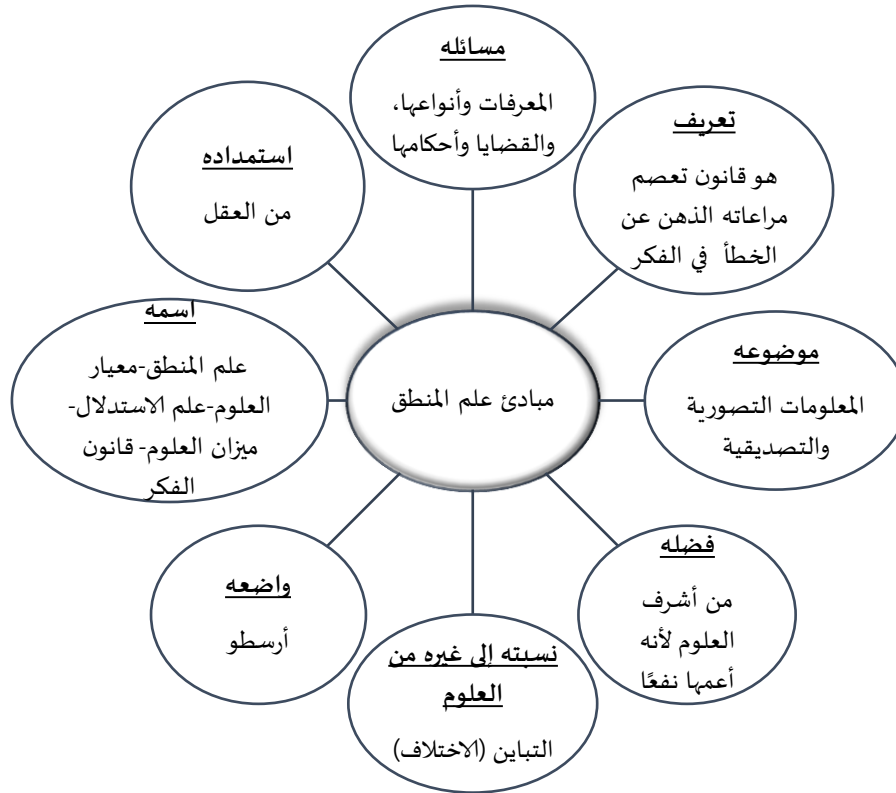 مبادئ علم المنطق
تعريف
هو قانون تعصم
مراعاته الذهن عن
الخطأ في الفكر
موضوعه
المعلومات التصورية
والتصديقية
فضله
من أشرف
العلوم لأنه
أعمها نفعًا
نسبته إلى غيره من
العلوم
التباين (الاختلاف)
واضعه
أرسطو
اسمه
علم المنطق-معيار
العلوم-علم الاستدلال-
ميزان العلوم- قانون
الفكر
استمداده
من العقل
مسائله
المعرفات وأنواعها،
والقضايا وأحكامها